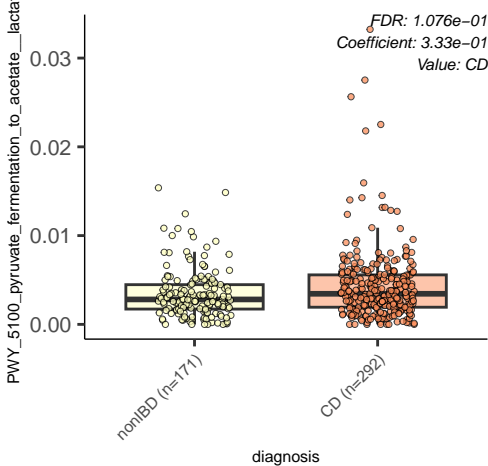 FDR: 1.076e−01
Coefficient: 3.33e−01
Value: CD
PWY_5100_pyruvate_fermentation_to_acetate__lacta
0.03
0.02
0.01
0.00
nonIBD (n=171)
CD (n=292)
diagnosis